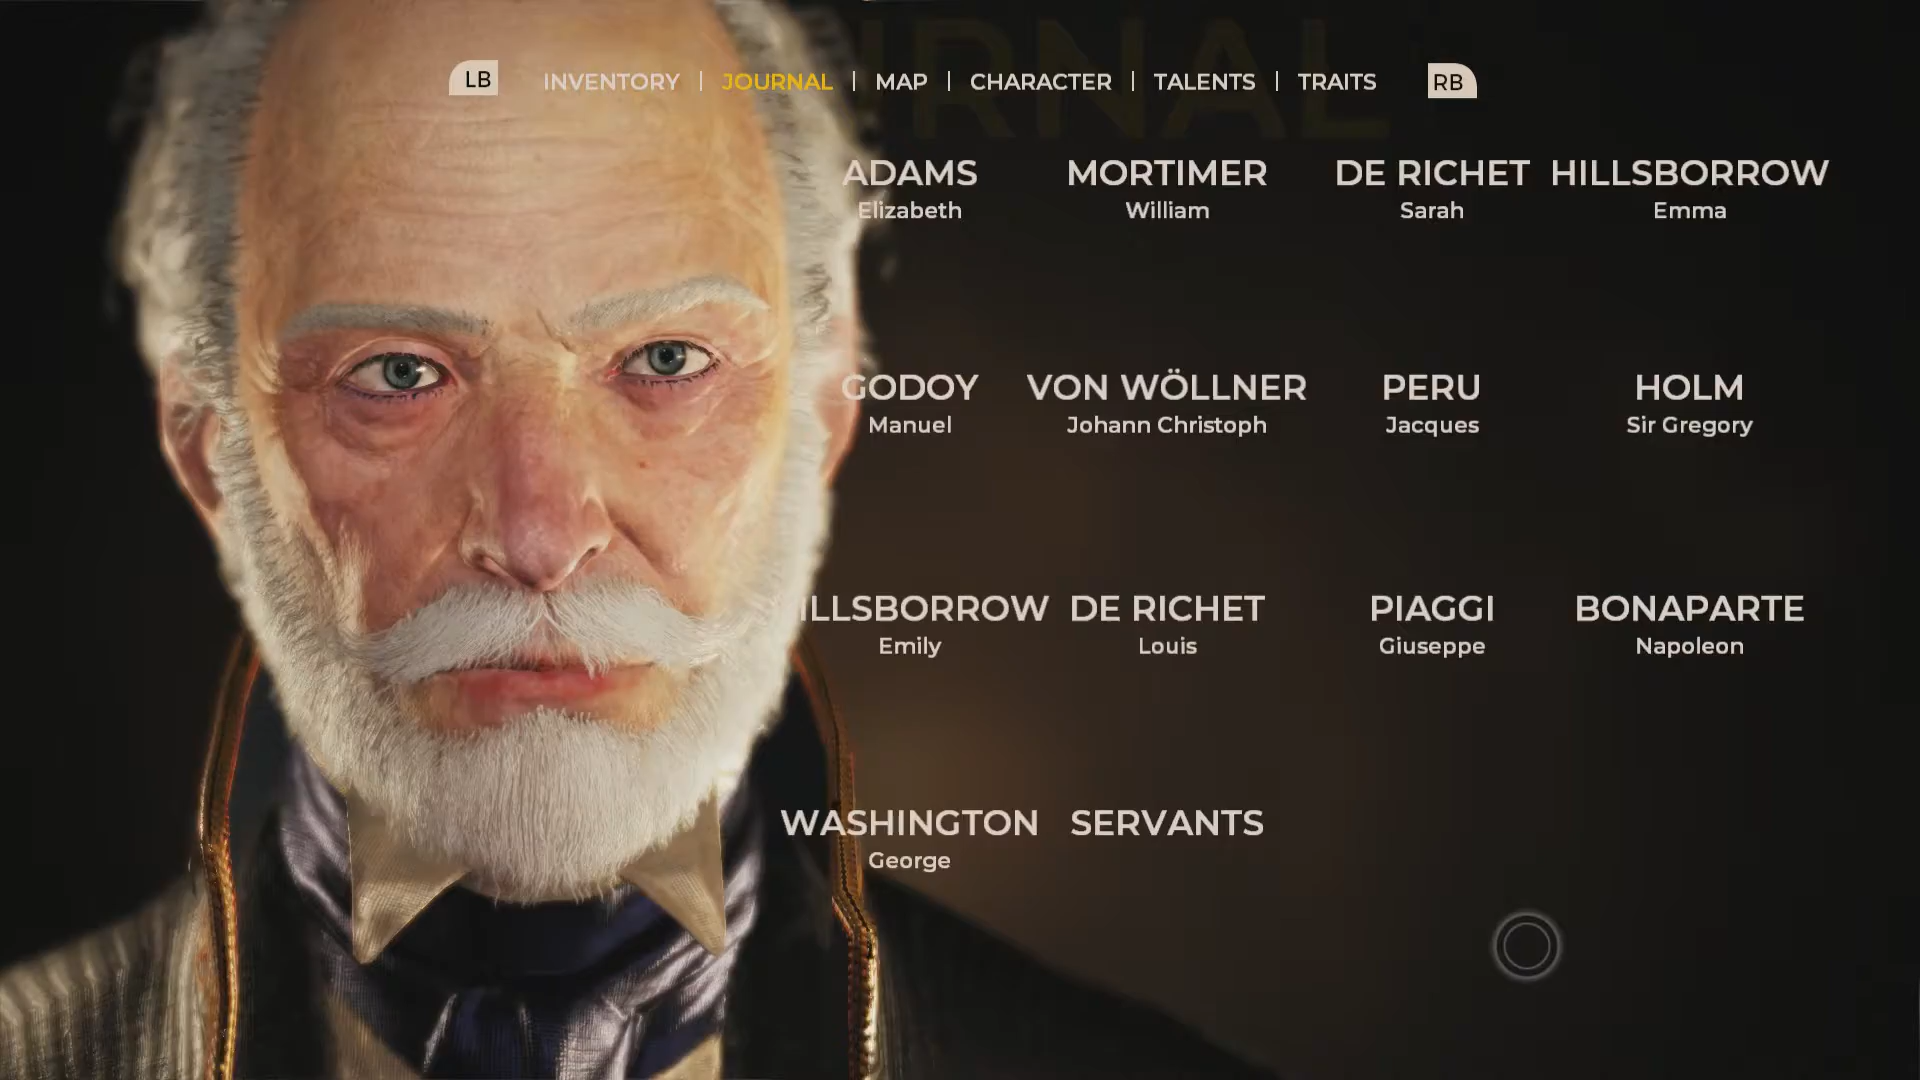 LB INVENTORY | JOURNAL | MAP | CHARACTER | TALENTS | TRAITS RB
ADAMS MORTIMER DE RICHET HILLSBORROW
Elizabeth William Sarah Emma
GODOY VON WÖLLNER PERU HOLM
Manuel Johann Christoph Jacques Sir Gregory
ILLSBORROW DE RICHET PIAGGI BONAPARTE
Emily Louis Giuseppe Napoleon
WASHINGTON SERVANTS
George